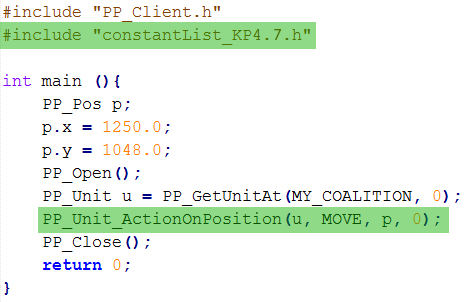 #include "PP_Client.h"
#include "constantList_KP4.7.h"
int main (){
PP_Pos p;
p.x = 1250.0;
p.y = 1048.0;
PP_Open();
PP_Unit u = PP_GetUnitAt(MY_COALITION, 0);
PP_Unit_ActionOnPosition(u, MOVE, p, 0);
PP_Close();
return 0;
}